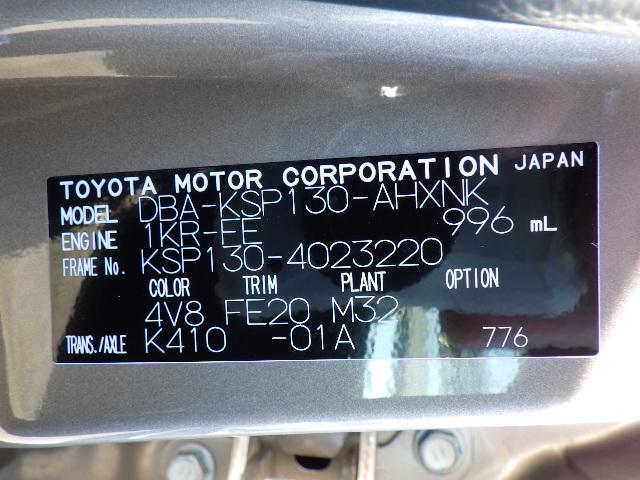 TOYOTA MOTOR CORPORATION JAPAN
MODEL DBA-KSP130-AHXNK
ENGINE 1KR-FE 996 mL
FRAME No. KSP130-4023220
COLOR TRIM PLANT OPTION
4V8 FE20 M32
TRANS./AXLE K410 -01A 776